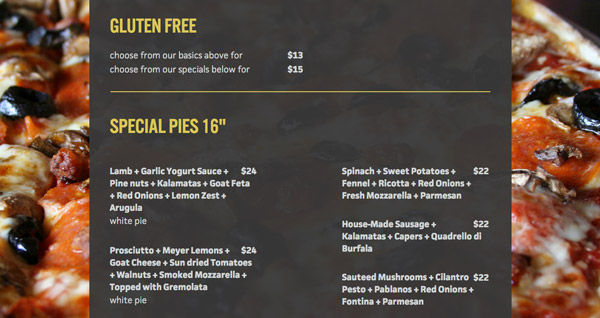 GLUTEN FREE
choose from our basics above for $13
choose from our specials below for $15
SPECIAL PIES 16"
Lamb + Garlic Yogurt Sauce + $24
Pine nuts + Kalamatas + Goat Feta
+ Red Onions + Lemon Zest +
Arugula
white pie
Prosciutto + Meyer Lemons + $24
Goat Cheese + Sun dried Tomatoes
+ Walnuts + Smoked Mozzarella +
Topped with Gremolata
white pie
Spinach + Sweet Potatoes + $22
Fennel + Ricotta + Red Onions +
Fresh Mozzarella + Parmesan
House-Made Sausage + $22
Kalamatas + Capers + Quadrello di
Burfala
Sauteed Mushrooms + Cilantro $22
Pesto + Pablanos + Red Onions +
Fontina + Parmesan